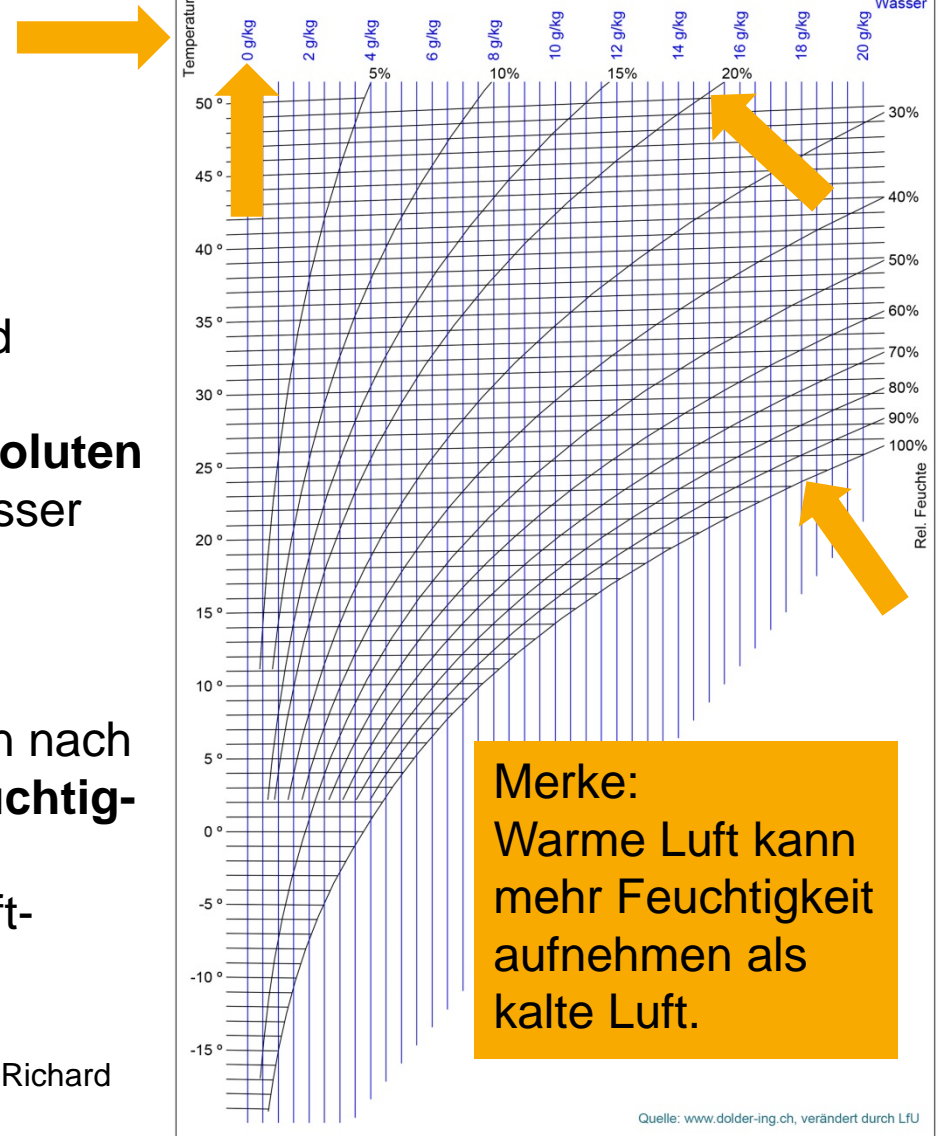 d
oluten
sser
n nach
uchtig-
ft-
Richard
Temperatur
Wasser
0 g/kg
2 g/kg
4 g/kg
6 g/kg
8 g/kg
10 g/kg
12 g/kg
14 g/kg
16 g/kg
18 g/kg
20 g/kg
5%
10%
15%
20%
30%
40%
50%
60%
70%
80%
90%
100%
Rel. Feuchte
50 °
45 °
40 °
35 °
30 °
25 °
20 °
15 °
10 °
5 °
0 °
-5 °
-10 °
-15 °
Merke:
Warme Luft kann
mehr Feuchtigkeit
aufnehmen als
kalte Luft.
Quelle: www.dolder-ing.ch, verändert durch LfU